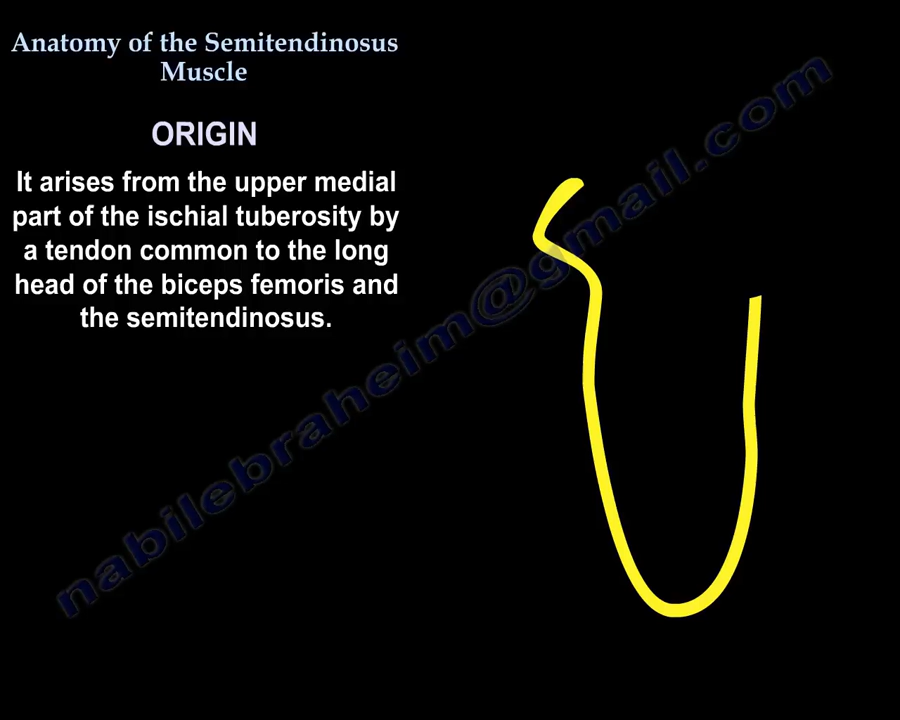 Anatomy of the Semitendinosus
Muscle
ORIGIN
It arises from the upper medial
part of the ischial tuberosity by
a tendon common to the long
head of the biceps femoris and
the semitendinosus.
nabilebraheim@gmail.com